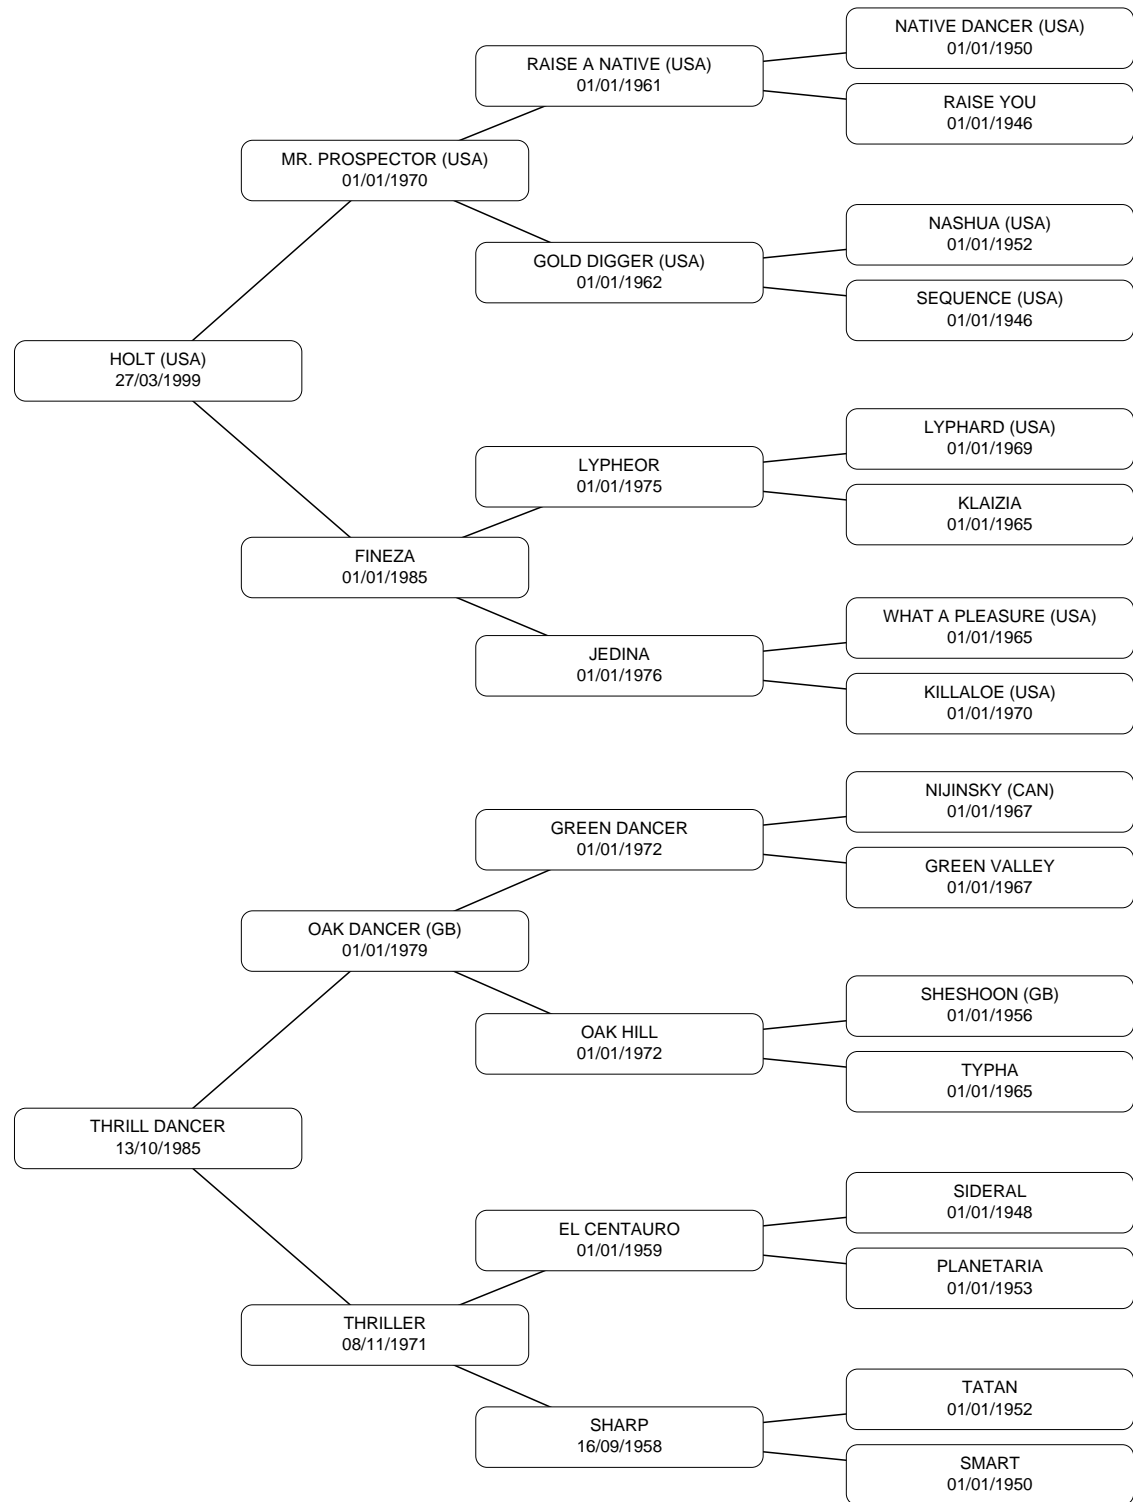 NATIVE DANCER (USA)
01/01/1950
RAISE A NATIVE (USA)
01/01/1961
RAISE YOU
01/01/1946
MR. PROSPECTOR (USA)
01/01/1970
NASHUA (USA)
01/01/1952
GOLD DIGGER (USA)
01/01/1962
SEQUENCE (USA)
01/01/1946
HOLT (USA)
27/03/1999
LYPHARD (USA)
01/01/1969
LYPHEOR
01/01/1975
KLAIZIA
01/01/1965
FINEZA
01/01/1985
WHAT A PLEASURE (USA)
01/01/1965
JEDINA
01/01/1976
KILLALOE (USA)
01/01/1970
NIJINSKY (CAN)
01/01/1967
GREEN DANCER
01/01/1972
GREEN VALLEY
01/01/1967
OAK DANCER (GB)
01/01/1979
SHESHOON (GB)
01/01/1956
OAK HILL
01/01/1972
TYPHA
01/01/1965
THRILL DANCER
13/10/1985
SIDERAL
01/01/1948
EL CENTAURO
01/01/1959
PLANETARIA
01/01/1953
THRILLER
08/11/1971
TATAN
01/01/1952
SHARP
16/09/1958
SMART
01/01/1950